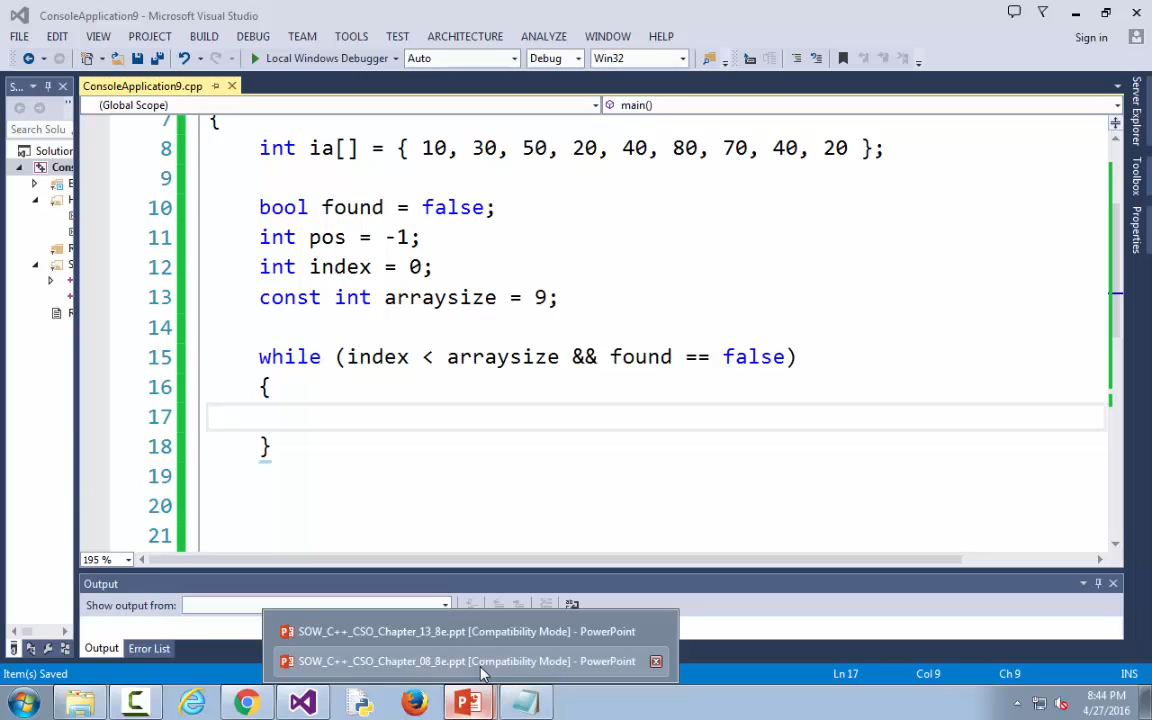 ConsoleApplication9 - Microsoft Visual Studio
FILE EDIT VIEW PROJECT BUILD DEBUG TEAM TOOLS TEST ARCHITECTURE ANALYZE WINDOW HELP
Sign in
Local Windows Debugger Auto Debug Win32
S... ConsoleApplication9.cpp
(Global Scope) main()
Search Solu
Solution
Cons
Server Explorer
Toolbox
Properties
7 {
8 int ia[] = { 10, 30, 50, 20, 40, 80, 70, 40, 20 };
9
10 bool found = false;
11 int pos = -1;
12 int index = 0;
13 const int arraysize = 9;
14
15 while (index < arraysize && found == false)
16 {
17
18 }
19
20
21
195 %
Output
Show output from:
SOW_C++_CSO_Chapter_13_8e.ppt [Compatibility Mode] - PowerPoint
SOW_C++_CSO_Chapter_08_8e.ppt [Compatibility Mode] - PowerPoint
Output Error List
Item(s) Saved Ln 17 Col 9 Ch 9 INS
8:44 PM
4/27/2016